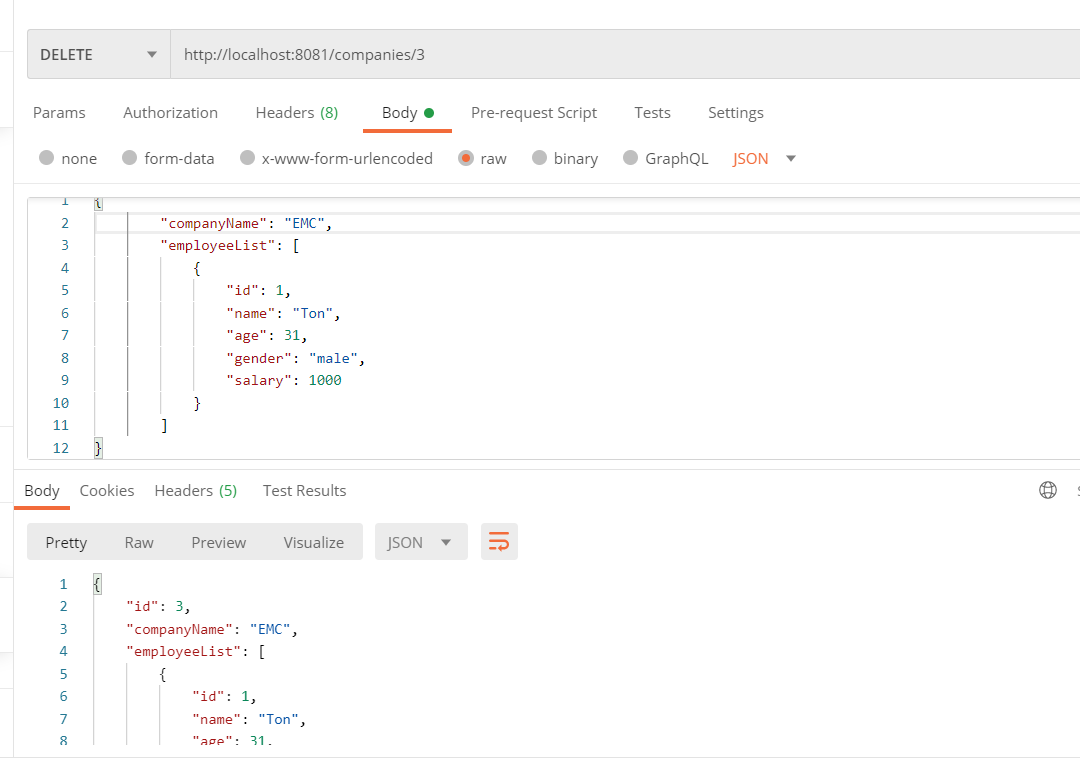 DELETE http://localhost:8081/companies/3
Params Authorization Headers (8) Body Pre-request Script Tests Settings
none form-data x-www-form-urlencoded raw binary GraphQL JSON
1 {
2 "companyName": "EMC",
3 "employeeList": [
4 {
5 "id": 1,
6 "name": "Ton",
7 "age": 31,
8 "gender": "male",
9 "salary": 1000
10 }
11 ]
12 }
Body Cookies Headers (5) Test Results
Pretty Raw Preview Visualize JSON
1 {
2 "id": 3,
3 "companyName": "EMC",
4 "employeeList": [
5 {
6 "id": 1,
7 "name": "Ton",
8 "age": 31,